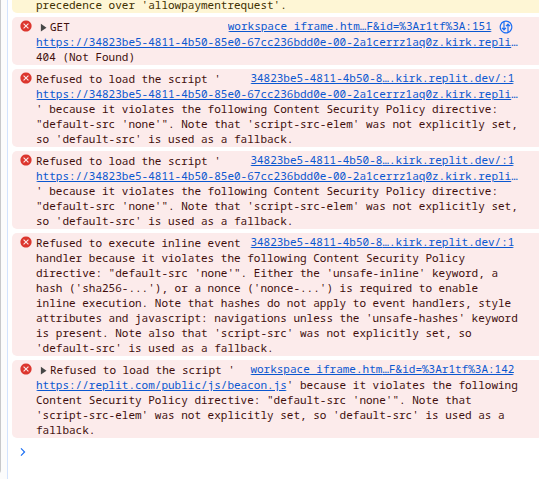 precedence over 'allowpaymentrequest'.
GET workspace_iframe.htm…F&id=%3Ar1tf%3A:151
https://34823be5-4811-4b50-85e0-67cc236bdd0e-00-2a1cerrz1aq0z.kirk.repli…
404 (Not Found)
Refused to load the script ' 34823be5-4811-4b50-8….kirk.replit.dev/:1
https://34823be5-4811-4b50-85e0-67cc236bdd0e-00-2a1cerrz1aq0z.kirk.repli…
' because it violates the following Content Security Policy directive:
"default-src 'none'". Note that 'script-src-elem' was not explicitly set,
so 'default-src' is used as a fallback.
Refused to load the script ' 34823be5-4811-4b50-8….kirk.replit.dev/:1
https://34823be5-4811-4b50-85e0-67cc236bdd0e-00-2a1cerrz1aq0z.kirk.repli…
' because it violates the following Content Security Policy directive:
"default-src 'none'". Note that 'script-src-elem' was not explicitly set,
so 'default-src' is used as a fallback.
Refused to execute inline event 34823be5-4811-4b50-8….kirk.replit.dev/:1
handler because it violates the following Content Security Policy
directive: "default-src 'none'". Either the 'unsafe-inline' keyword, a
hash ('sha256-...'), or a nonce ('nonce-...') is required to enable
inline execution. Note that hashes do not apply to event handlers, style
attributes and javascript: navigations unless the 'unsafe-hashes' keyword
is present. Note also that 'script-src' was not explicitly set, so
'default-src' is used as a fallback.
Refused to load the script ' workspace_iframe.htm…F&id=%3Ar1tf%3A:142
https://replit.com/public/js/beacon.js' because it violates the following
Content Security Policy directive: "default-src 'none'". Note that
'script-src-elem' was not explicitly set, so 'default-src' is used as a
fallback.